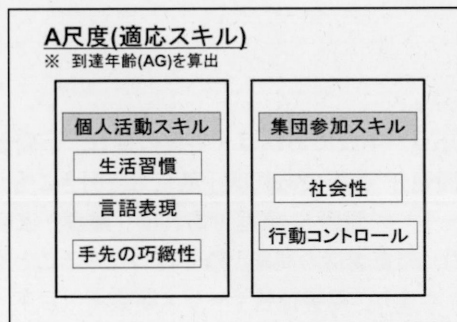 A尺度(適応スキル)
※ 到達年齢(AG)を算出
個人活動スキル
生活習慣
言語表現
手先の巧緻性
集団参加スキル
社会性
行動コントロール